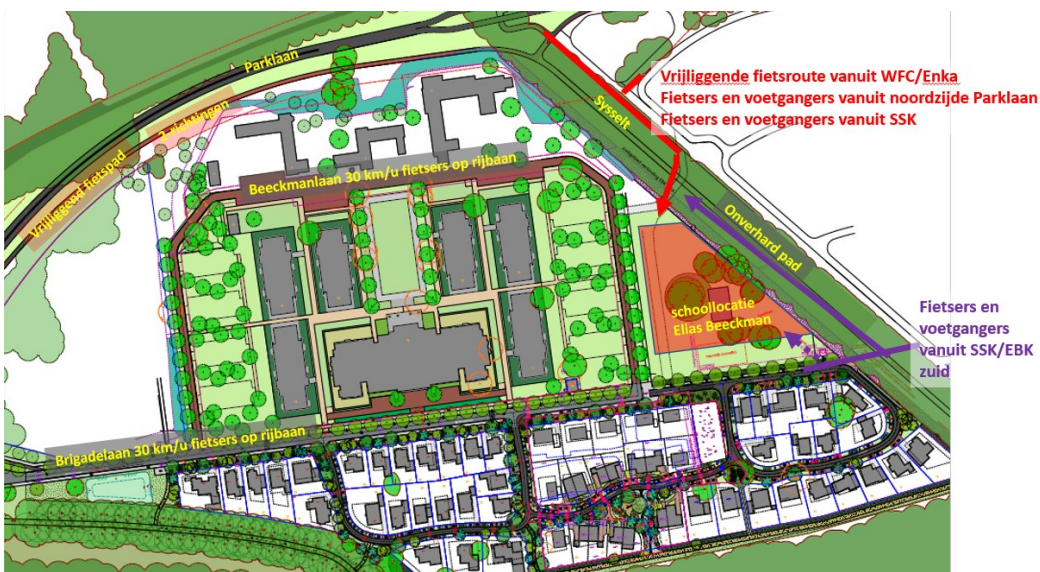 Parklaan
2-richtingen
Vrijliggend fietspad
Sysselt
Vrijliggende fietsroute vanuit WFC/Enka
Fietsers en voetgangers vanuit noordzijde Parklaan
Fietsers en voetgangers vanuit SSK
Beeckmanlaan 30 km/u fietsers op rijbaan
Onverhard pad
schoollocatie
Elias Beeckman
Fietsers en
voetgangers
vanuit SSK/EBK
zuid
Brigadelaan 30 km/u fietsers op rijbaan